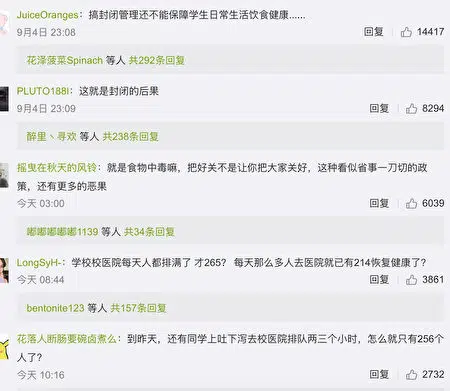 JuiceOranges：搞封闭管理还不能保障学生日常生活饮食健康......
9月4日 23:08 回复 14417
花泽菠菜Spinach 等人 共292条回复
PLUTO188I：这就是封闭的后果
9月4日 23:09 回复 8294
醉里丶寻欢 等人 共238条回复
摇曳在秋天的风铃：就是食物中毒嘛，把好关不是让你把大家关好，这种看似省事一刀切的政
策，还有更多的恶果
今天 03:00 回复 6039
嘟嘟嘟嘟嘟1139 等人 共34条回复
LongSyH-：学校校医院每天人都排满了 才265？ 每天那么多人去医院就已有214恢复健康了？
今天 08:44 回复 3861
bentonite123 等人 共157条回复
花落人断肠要碗卤煮么：到昨天，还有同学上吐下泻去校医院排队两三个小时，怎么就只有256个
人了？
今天 10:16 回复 2732